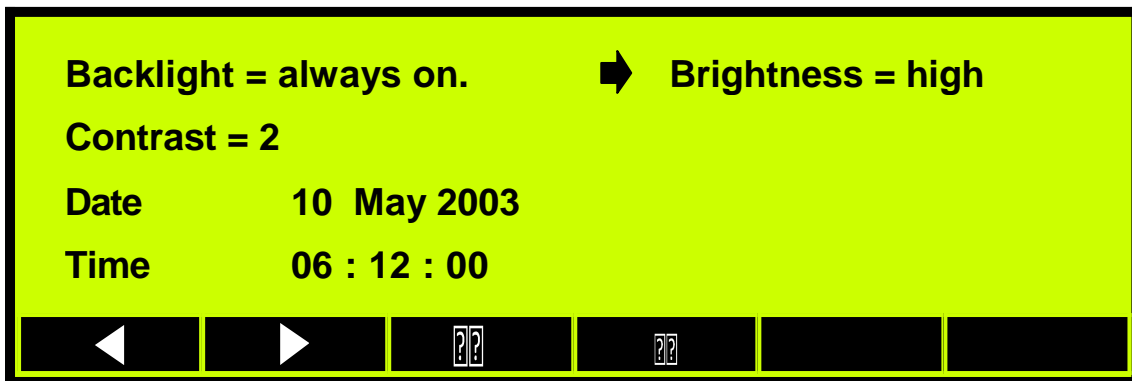 Backlight = always on. Brightness = high
Contrast = 2
Date 10 May 2003
Time 06 : 12 : 00